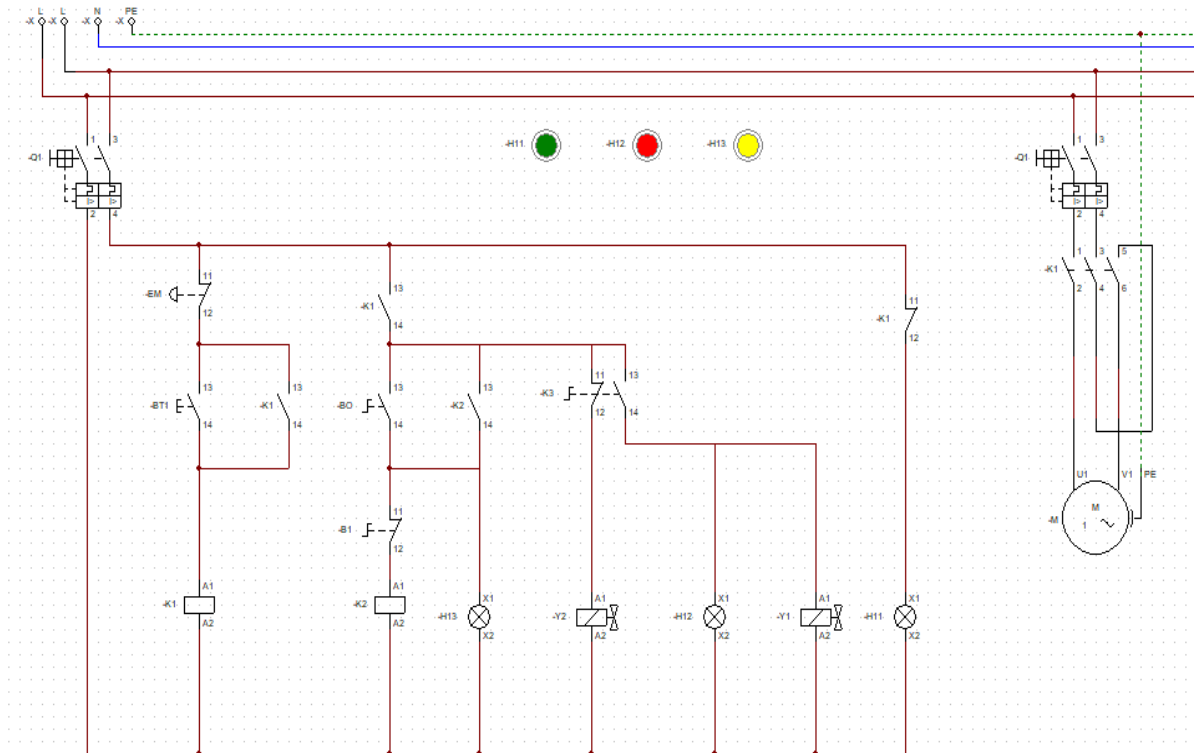 L L N PE
-X -X -X -X
-H11 -H12 -H13
1 3
-Q1
I> I>
2 4
1 3
-Q1
I> I>
2 4
11
-EM
12
13
-K1
14
11
-K1
12
1 3 5
-K1
2 4 6
13
-BT1
14
13
-K1
14
13
-BO
14
13
-K2
14
11 13
-K3
12 14
11
-B1
12
U1 V1 PE
M
-M
1
A1
-K1
A2
A1
-K2
A2
X1
-H13
X2
A1
-Y2
A2
X1
-H12
X2
A1
-Y1
A2
X1
-H11
X2